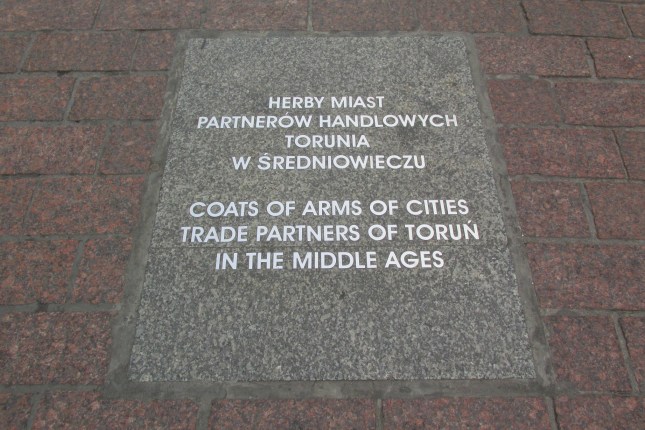 HERBY MIAST
PARTNERÓW HANDLOWYCH
TORUNIA
W ŚREDNIOWIECZU
COATS OF ARMS OF CITIES
TRADE PARTNERS OF TORUŃ
IN THE MIDDLE AGES